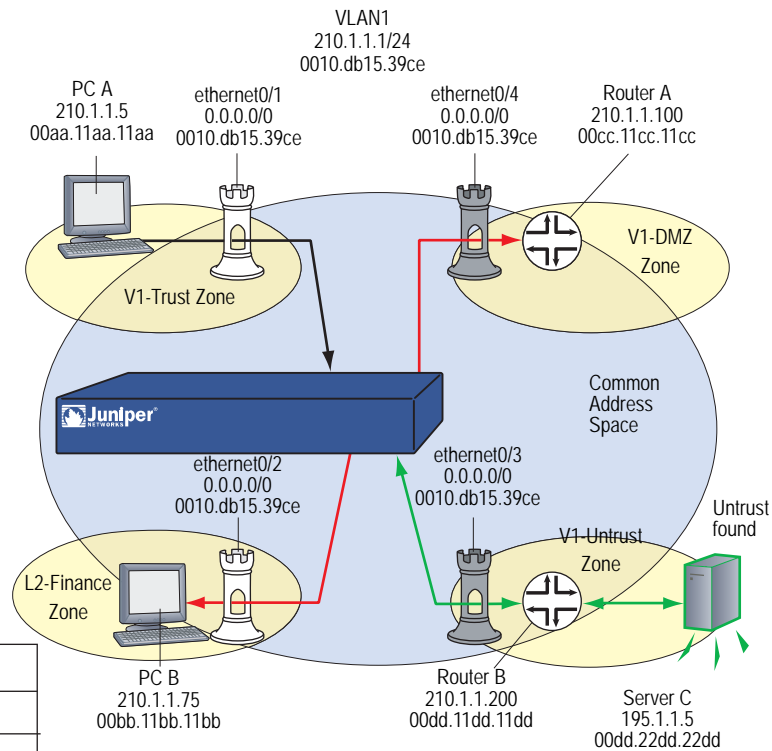 VLAN1
210.1.1.1/24
0010.db15.39ce
PC A
210.1.1.5
00aa.11aa.11aa
ethernet0/1
0.0.0.0/0
0010.db15.39ce
ethernet0/4
0.0.0.0/0
0010.db15.39ce
Router A
210.1.1.100
00cc.11cc.11cc
V1-Trust Zone
V1-DMZ
Zone
Juniper®
NETWORKS
Common
Address
Space
ethernet0/2
0.0.0.0/0
0010.db15.39ce
ethernet0/3
0.0.0.0/0
0010.db15.39ce
Untrust
found
L2-Finance
Zone
V1-Untrust
Zone
PC B
210.1.1.75
00bb.11bb.11bb
Router B
210.1.1.200
00dd.11dd.11dd
Server C
195.1.1.5
00dd.22dd.22dd